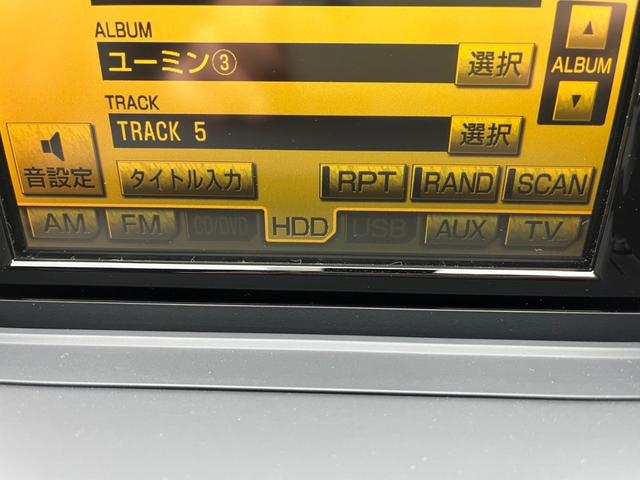 ALBUM
ユーミン③ 選択
ALBUM
TRACK
TRACK 5 選択
音設定 タイトル入力 RPT RAND SCAN
AM FM CD/DVD HDD USB AUX TV